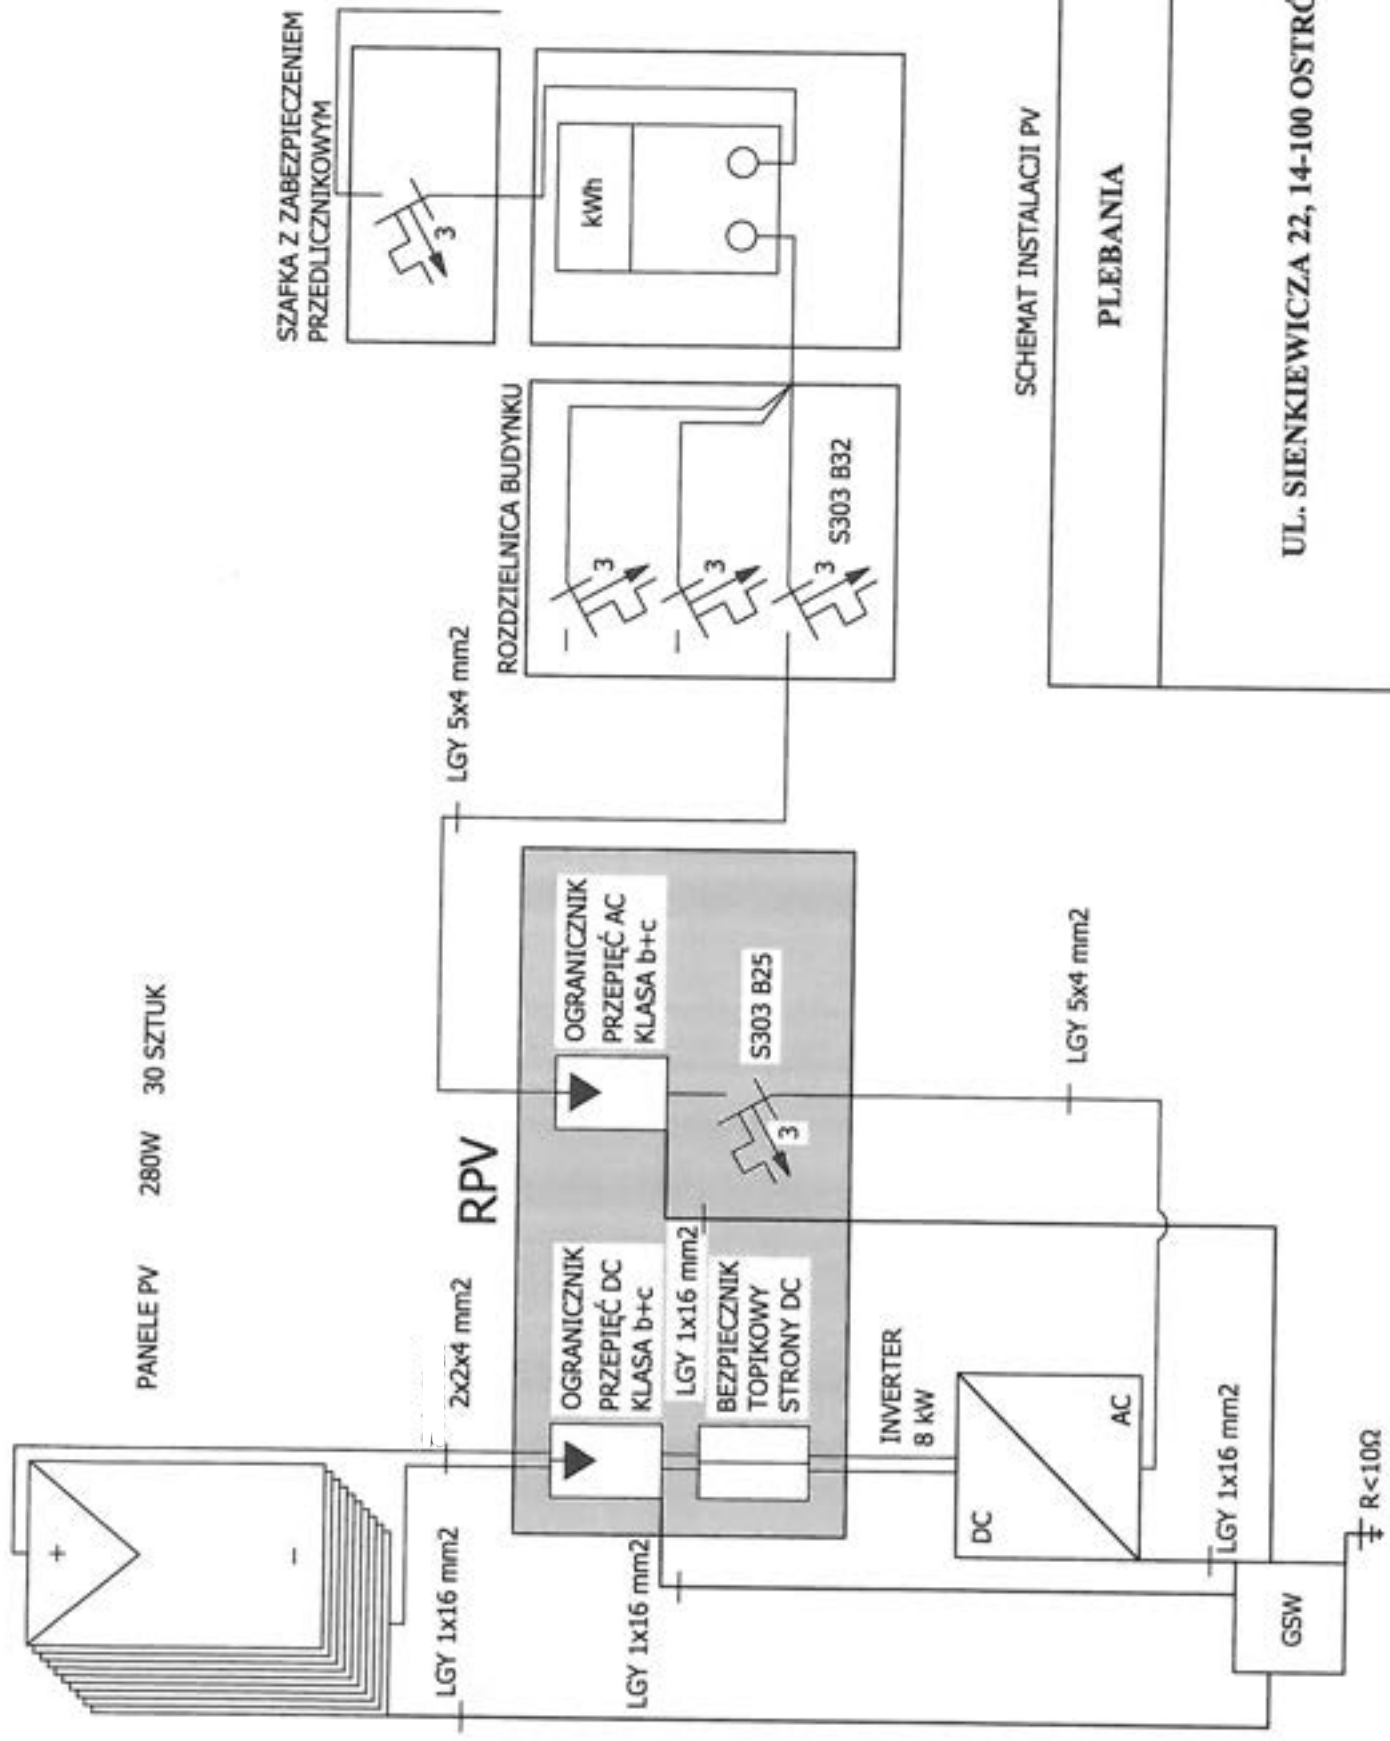 PANELE PV 280W 30 SZTUK
SZAFKA Z ZABEZPIECZENIEM
PRZEDLICZNIKOWYM
3
kWh
ROZDZIELNICA BUDYNKU
3
3
3
S303 B32
LGY 5x4 mm2
2x2x4 mm2
RPV
OGRANICZNIK
PRZEPIĘĆ AC
KLASA b+c
S303 B25
3
OGRANICZNIK
PRZEPIĘĆ DC
KLASA b+c
LGY 1x16 mm2
BEZPIECZNIK
TOPIKOWY
STRONY DC
+
–
LGY 1x16 mm2
LGY 1x16 mm2
INVERTER
8 kW
DC
AC
LGY 5x4 mm2
LGY 1x16 mm2
GSW
R<10Ω
SCHEMAT INSTALACJI PV
PLEBANIA
UL. SIENKIEWICZA 22, 14-100 OSTRÓ